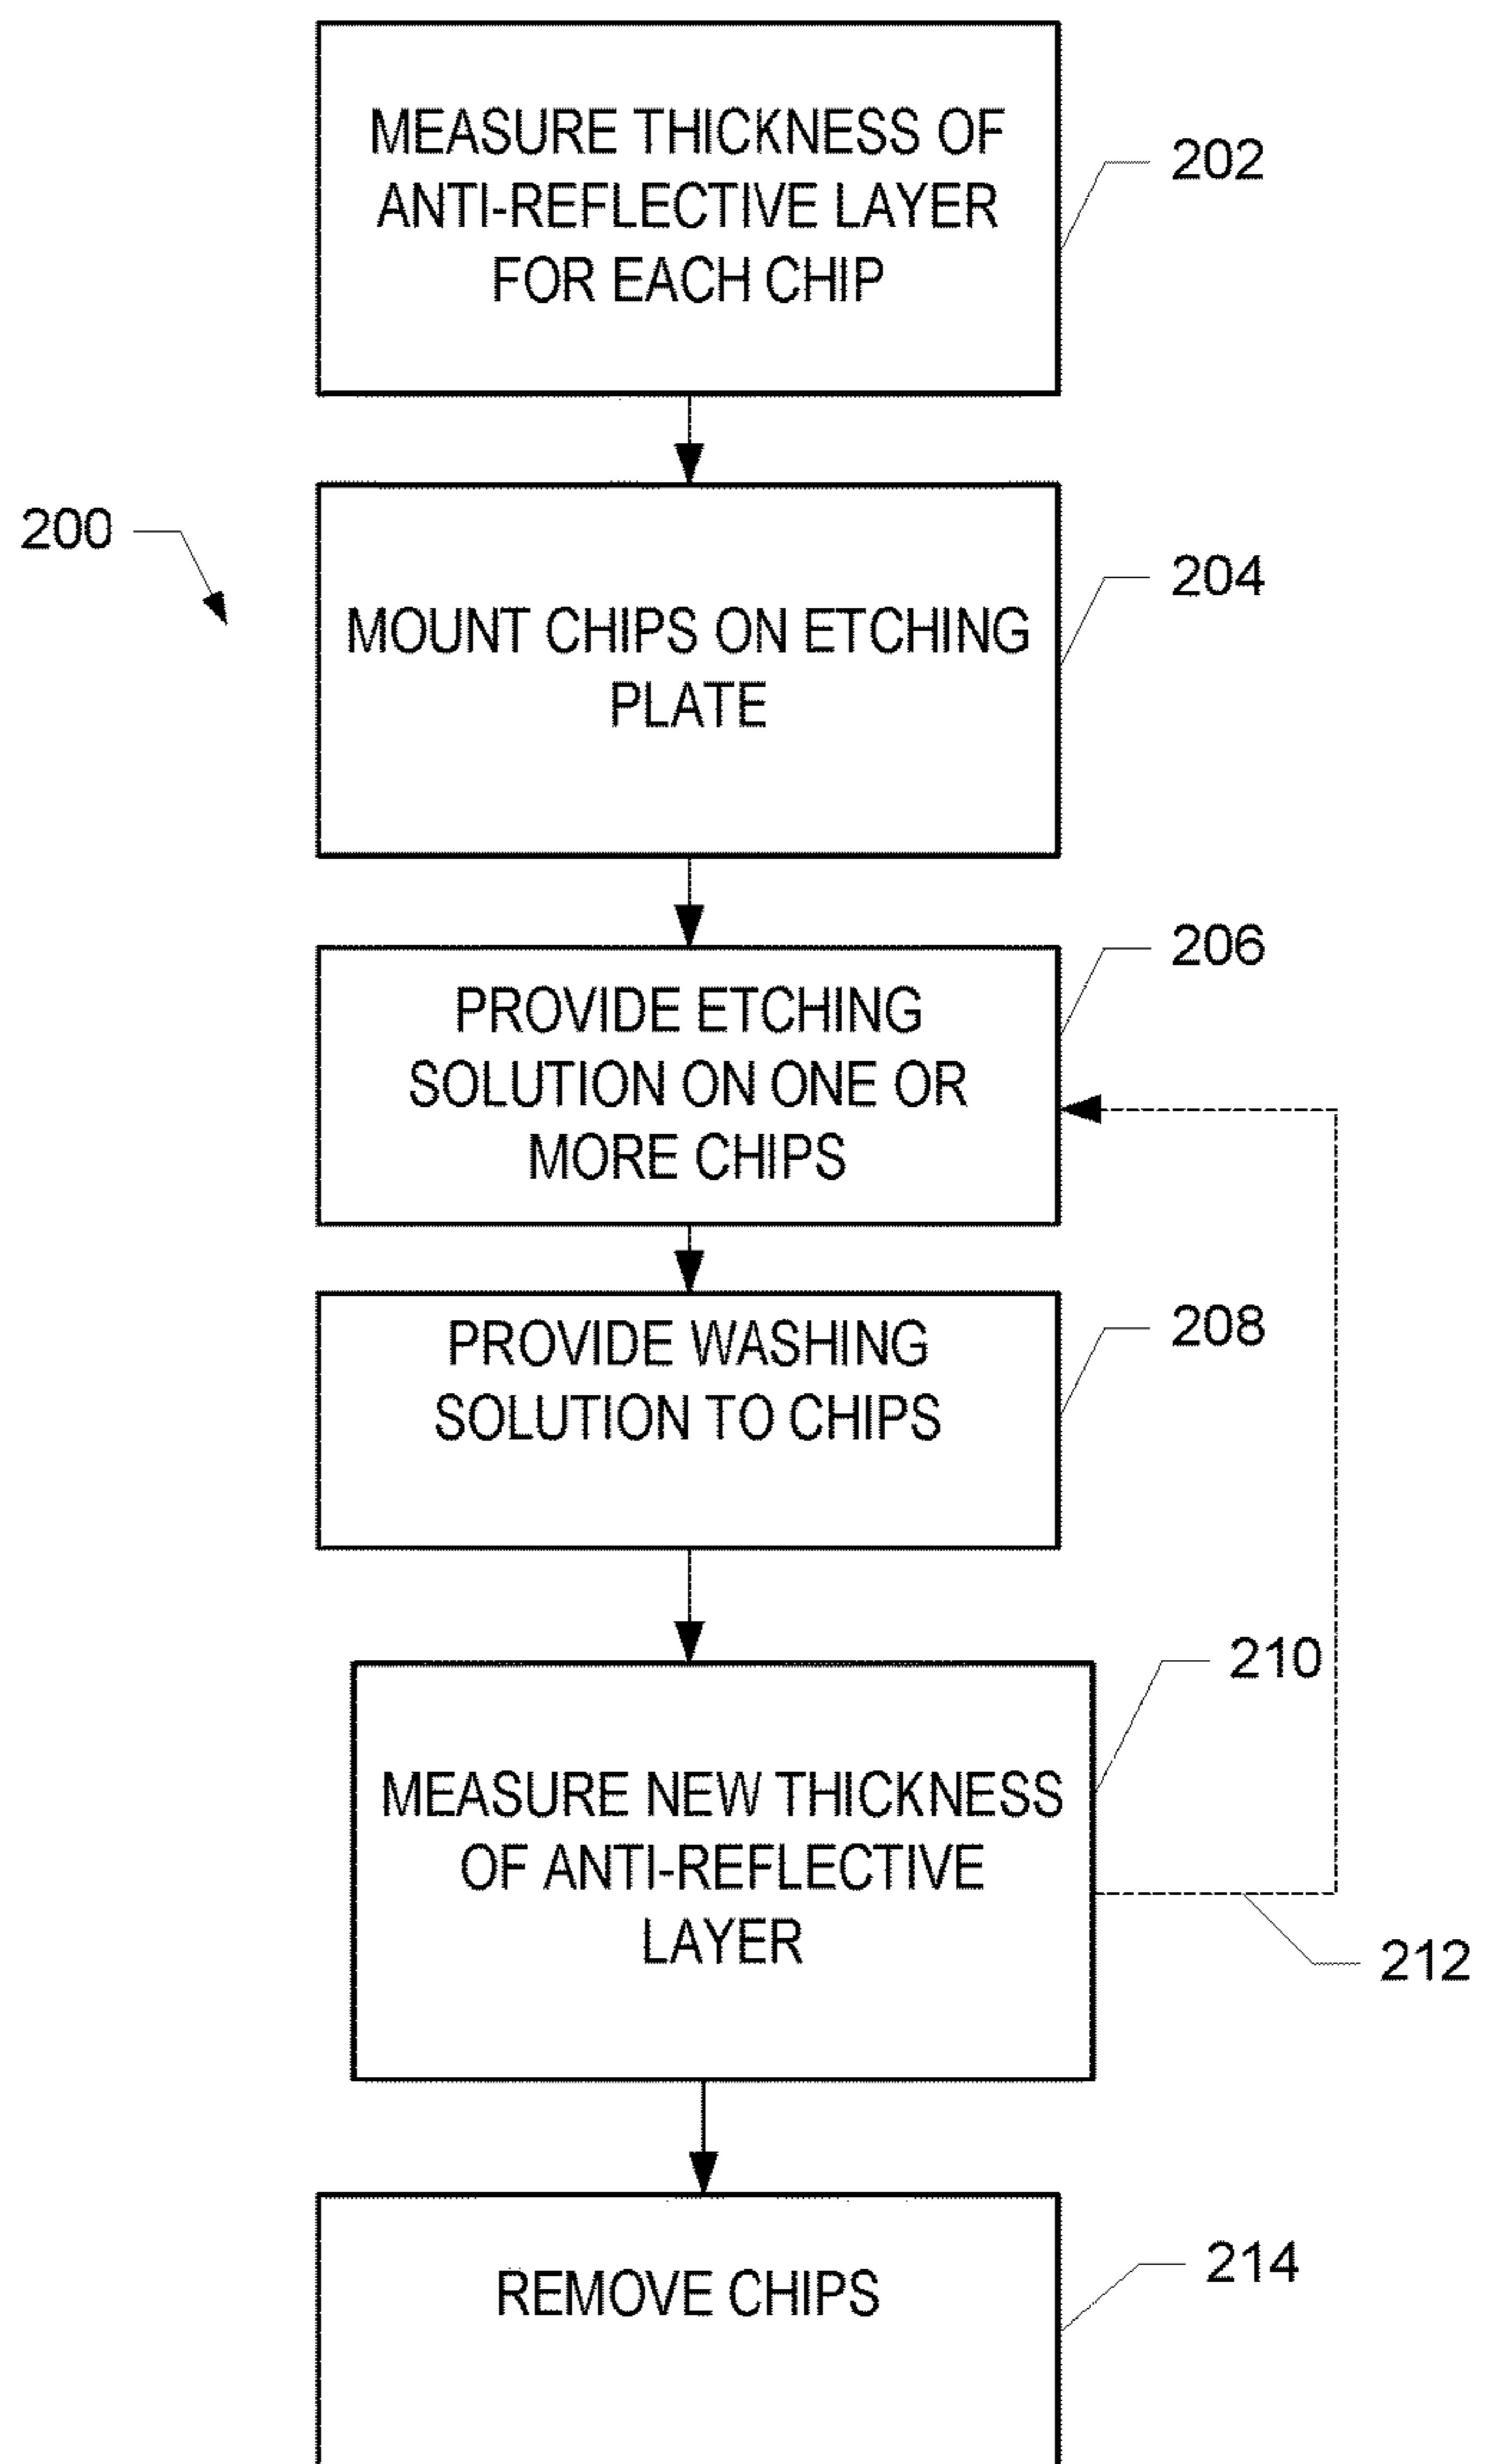 MEASURE THICKNESS OF
ANTI-REFLECTIVE LAYER
FOR EACH CHIP
202
200
MOUNT CHIPS ON ETCHING
PLATE
204
PROVIDE ETCHING
SOLUTION ON ONE OR
MORE CHIPS
206
PROVIDE WASHING
SOLUTION TO CHIPS
208
MEASURE NEW THICKNESS
OF ANTI-REFLECTIVE
LAYER
210
212
REMOVE CHIPS
214